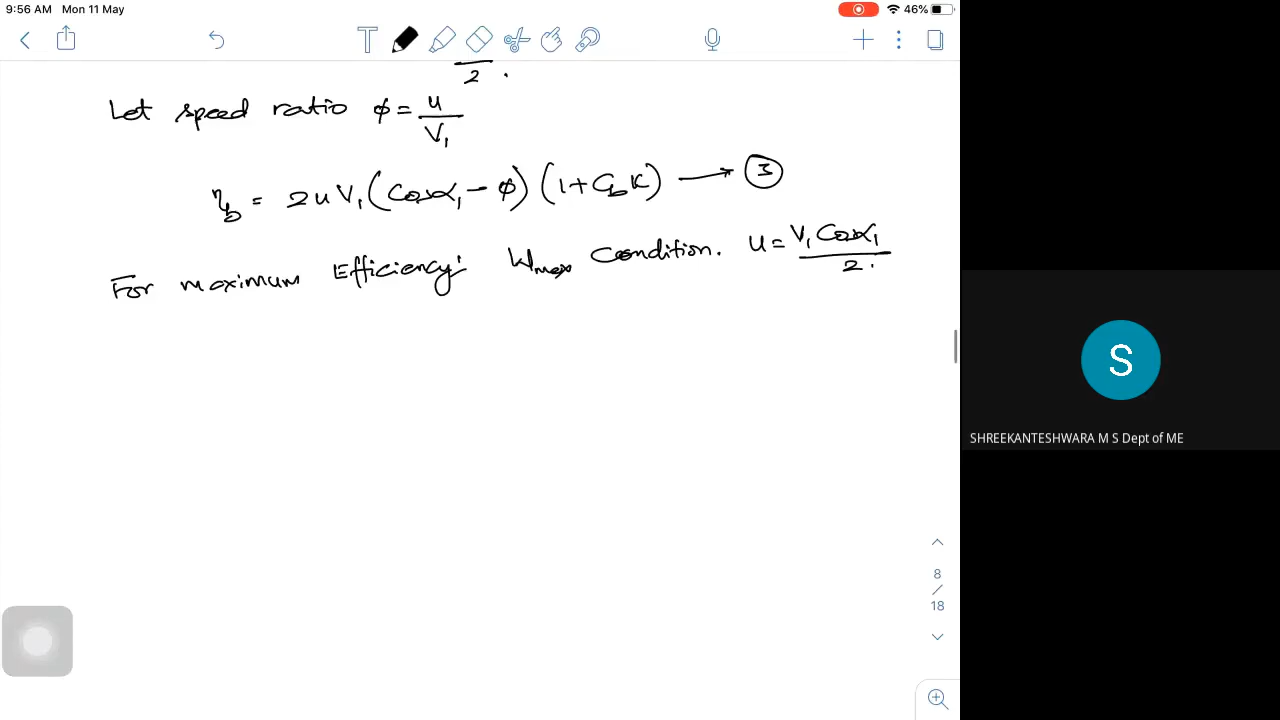 9:56 AM Mon 11 May
46%
2 .
Let speed ratio ϕ = u / V₁
η_b = 2uV₁(Cosα₁ - ϕ)(1 + C_b K) → ③
For maximum Efficiency: W_max Condition. u = V₁ Cosα₁ / 2.
8
/
18
S
SHREEKANTESHWARA M S Dept of ME